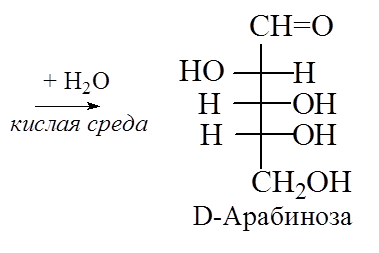 CH=O
+ H₂O
HO H
H OH
кислая среда
H OH
CH₂OH
D-Арабиноза